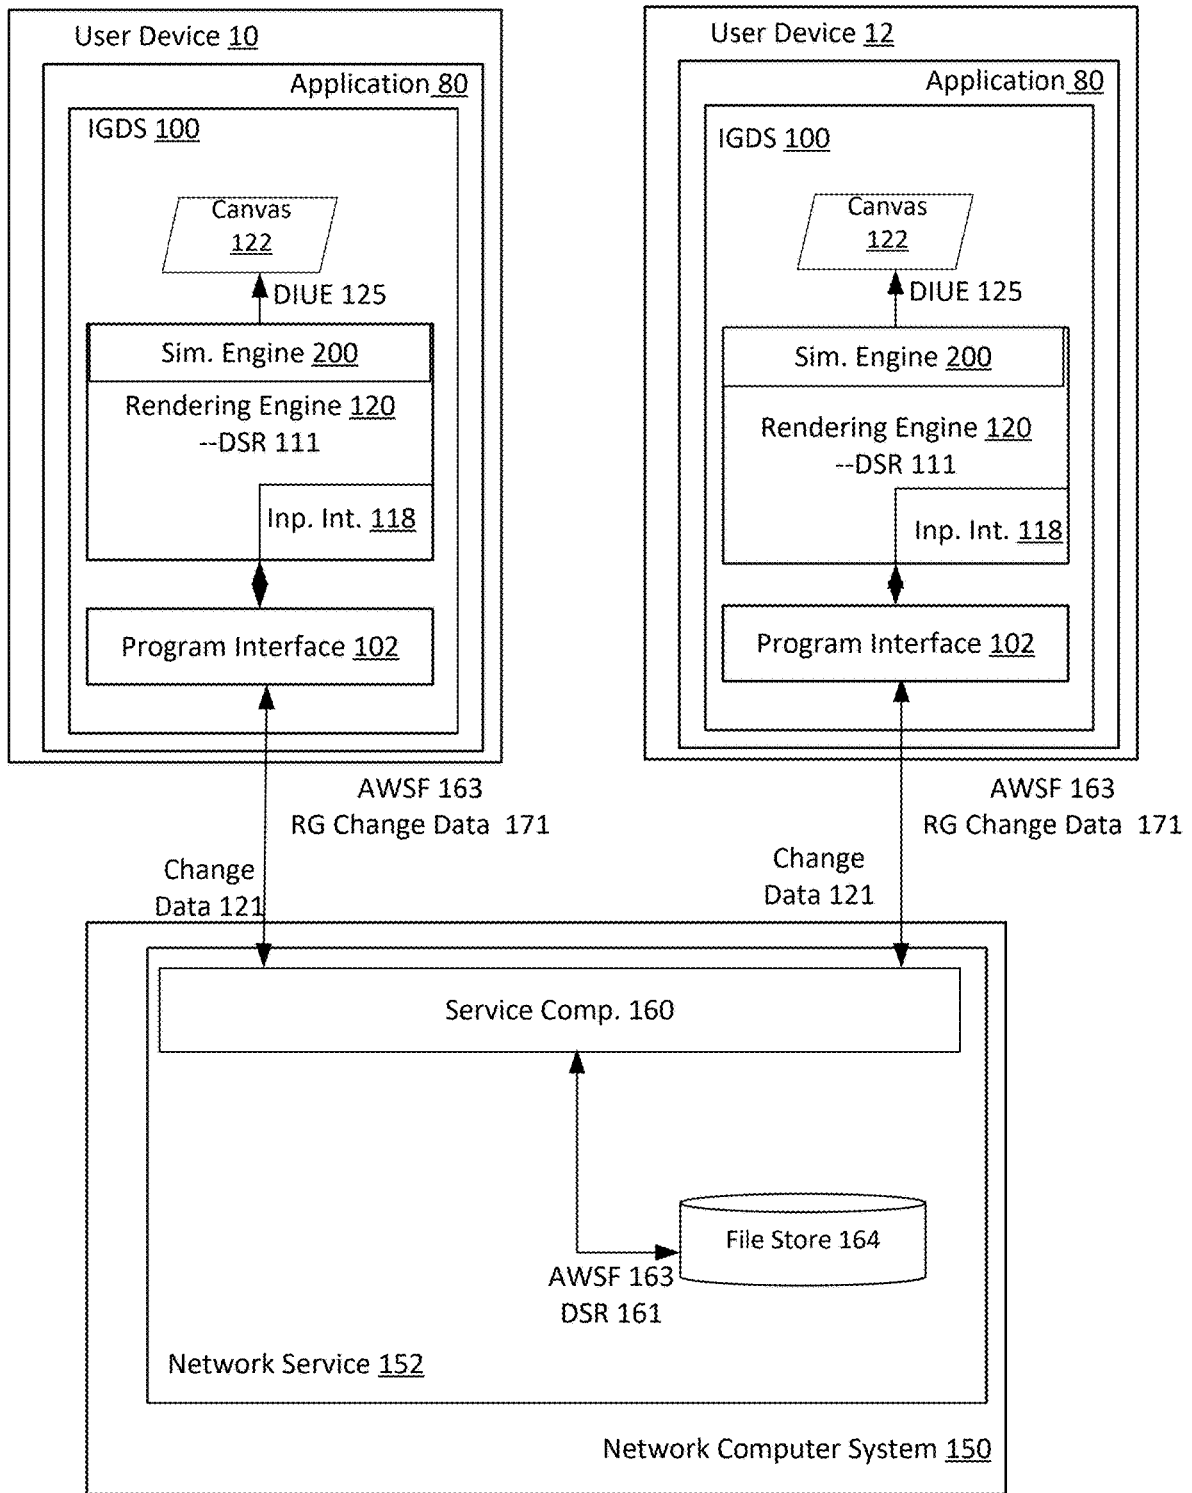 User Device 10
Application 80
IGDS 100
Canvas
122
DIUE 125
Sim. Engine 200
Rendering Engine 120
--DSR 111
Inp. Int. 118
Program Interface 102
User Device 12
Application 80
IGDS 100
Canvas
122
DIUE 125
Sim. Engine 200
Rendering Engine 120
--DSR 111
Inp. Int. 118
Program Interface 102
AWSF 163
RG Change Data 171
Change
Data 121
AWSF 163
RG Change Data 171
Change
Data 121
Service Comp. 160
File Store 164
AWSF 163
DSR 161
Network Service 152
Network Computer System 150